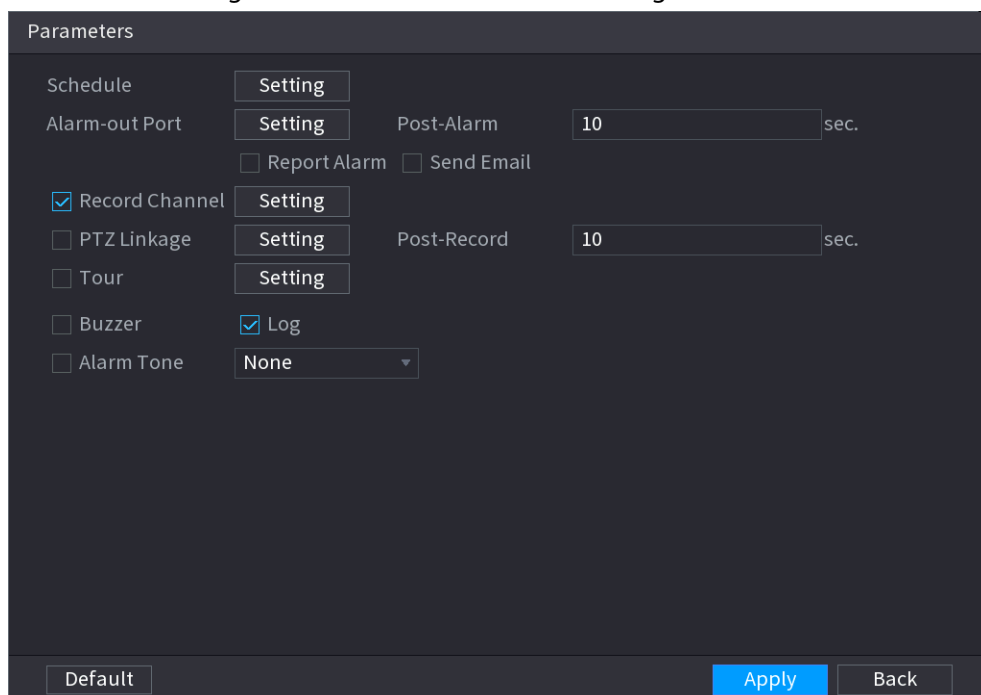 Parameters
Schedule Setting
Alarm-out Port Setting Post-Alarm 10 sec.
Report Alarm Send Email
Record Channel Setting
PTZ Linkage Setting Post-Record 10 sec.
Tour Setting
Buzzer Log
Alarm Tone None
Default Apply Back